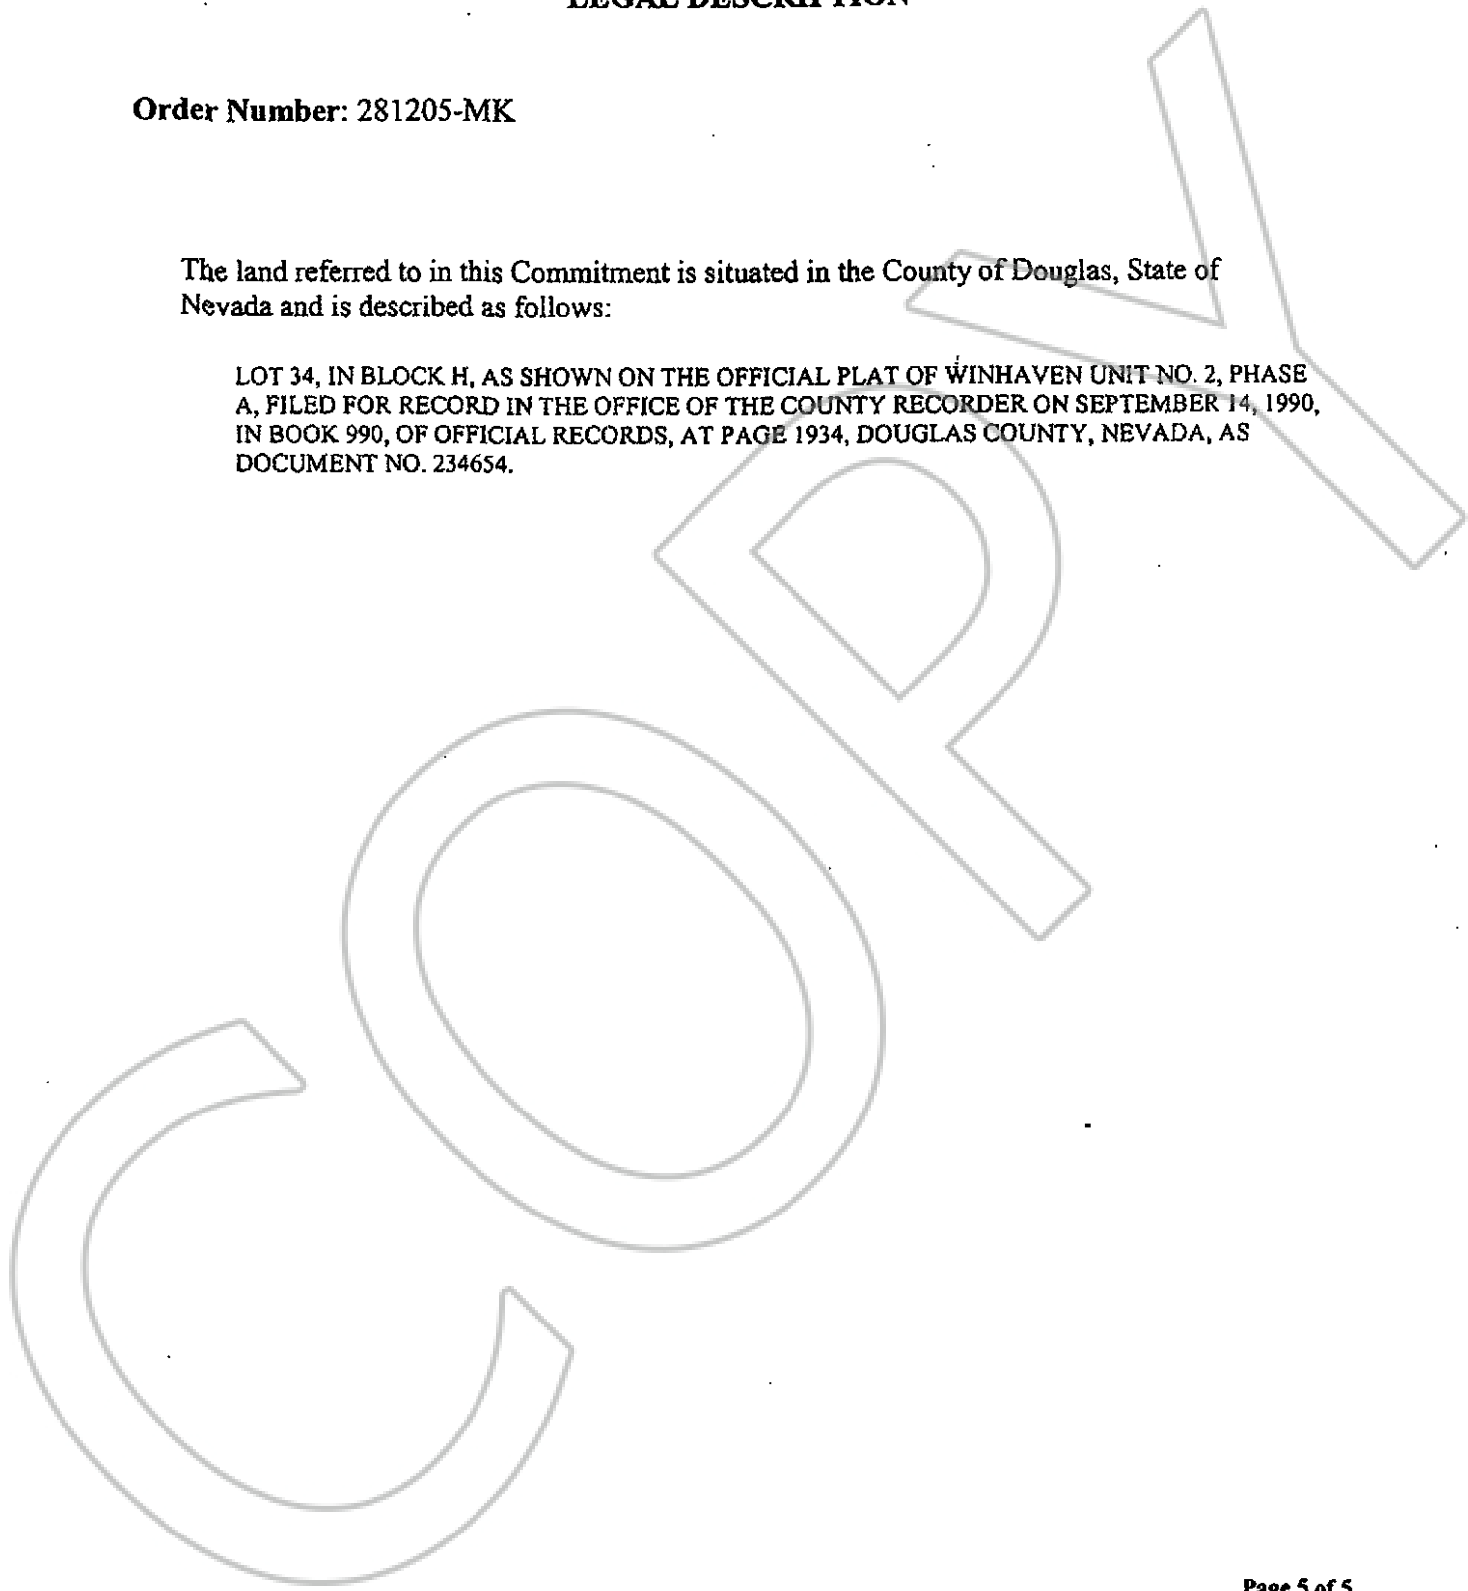 LEGAL DESCRIPTION
Order Number: 281205-MK
The land referred to in this Commitment is situated in the County of Douglas, State of
Nevada and is described as follows:
LOT 34, IN BLOCK H, AS SHOWN ON THE OFFICIAL PLAT OF WINHAVEN UNIT NO. 2, PHASE
A, FILED FOR RECORD IN THE OFFICE OF THE COUNTY RECORDER ON SEPTEMBER 14, 1990,
IN BOOK 990, OF OFFICIAL RECORDS, AT PAGE 1934, DOUGLAS COUNTY, NEVADA, AS
DOCUMENT NO. 234654.
COPY
Page 5 of 5